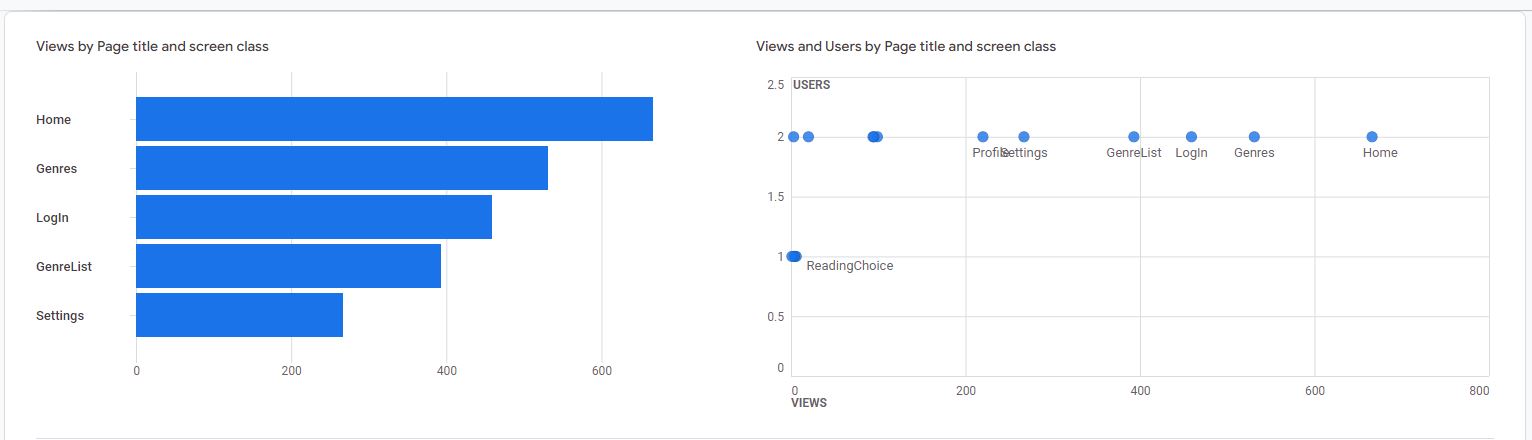 Views by Page title and screen class
Home
Genres
LogIn
GenreList
Settings
0 200 400 600
Views and Users by Page title and screen class
2.5 USERS
2
Profile Settings GenreList LogIn Genres Home
1.5
1
ReadingChoice
0.5
0
0 200 400 600 800
VIEWS